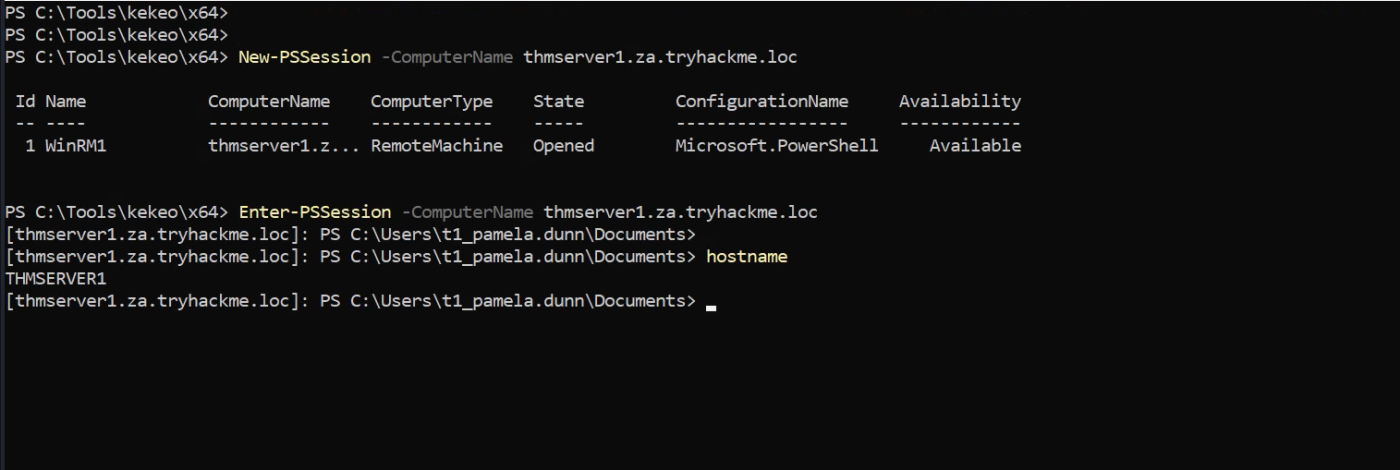 PS C:\Tools\kekeo\x64>
PS C:\Tools\kekeo\x64>
PS C:\Tools\kekeo\x64> New-PSSession -ComputerName thmserver1.za.tryhackme.loc
Id Name ComputerName ComputerType State ConfigurationName Availability
-- ---- ------------ ------------ ----- ----------------- ------------
1 WinRM1 thmserver1.z... RemoteMachine Opened Microsoft.PowerShell Available
PS C:\Tools\kekeo\x64> Enter-PSSession -ComputerName thmserver1.za.tryhackme.loc
[thmserver1.za.tryhackme.loc]: PS C:\Users\t1_pamela.dunn\Documents>
[thmserver1.za.tryhackme.loc]: PS C:\Users\t1_pamela.dunn\Documents> hostname
THMSERVER1
[thmserver1.za.tryhackme.loc]: PS C:\Users\t1_pamela.dunn\Documents>